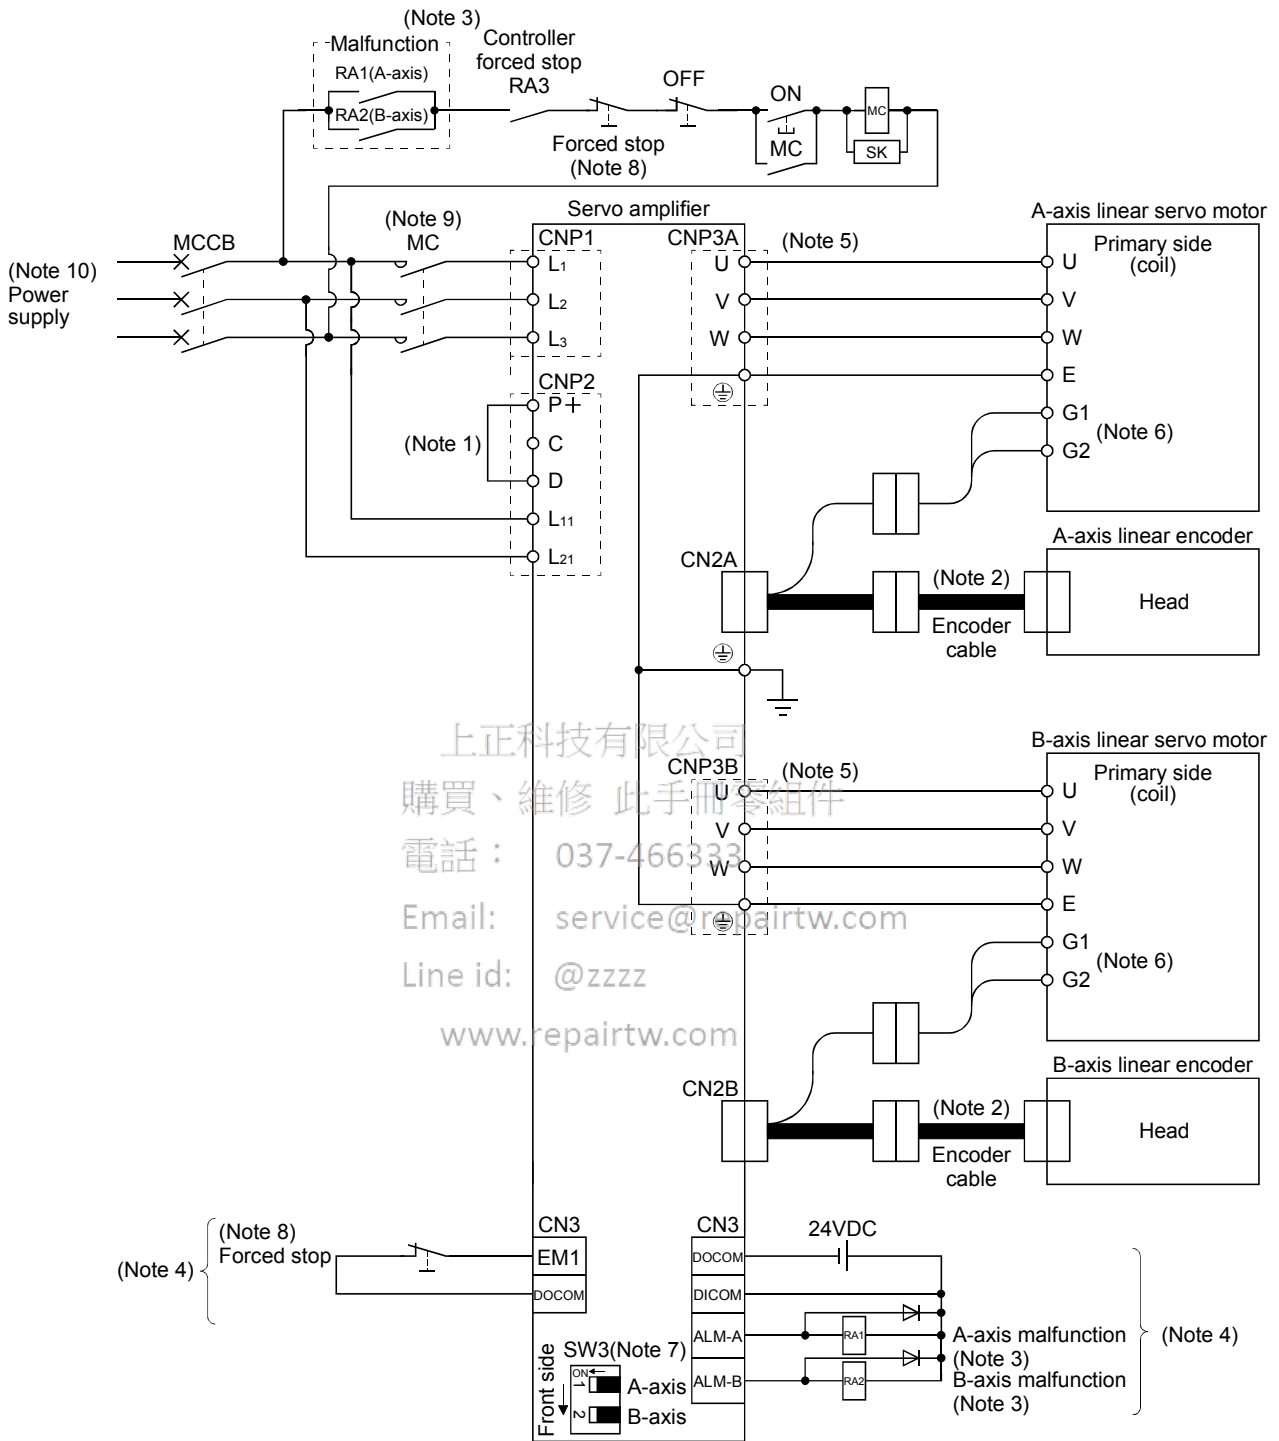 (Note 3)
Malfunction
RA1(A-axis)
RA2(B-axis)
Controller
forced stop
RA3
OFF
ON
MC
MC
SK
Forced stop
(Note 8)
Servo amplifier
A-axis linear servo motor
(Note 10)
Power
supply
MCCB
(Note 9)
MC
CNP1
L1
L2
L3
CNP2
P+
C
D
L11
L21
(Note 1)
CNP3A
U
V
W
(Note 5)
Primary side
(coil)
U
V
W
E
G1
G2
(Note 6)
CN2A
(Note 2)
Encoder
cable
A-axis linear encoder
Head
上正科技有限公司
購買、維修 此手冊零組件
電話： 037-466333
Email: service@repairtw.com
Line id: @zzzz
www.repairtw.com
CNP3B
U
V
W
(Note 5)
B-axis linear servo motor
Primary side
(coil)
U
V
W
E
G1
G2
(Note 6)
CN2B
(Note 2)
Encoder
cable
B-axis linear encoder
Head
(Note 4)
(Note 8)
Forced stop
CN3
EM1
DOCOM
CN3
DOCOM
DICOM
ALM-A
ALM-B
24VDC
RA1
RA2
A-axis malfunction
(Note 3)
B-axis malfunction
(Note 3)
(Note 4)
SW3(Note 7)
Front side
ON
1
2
A-axis
B-axis